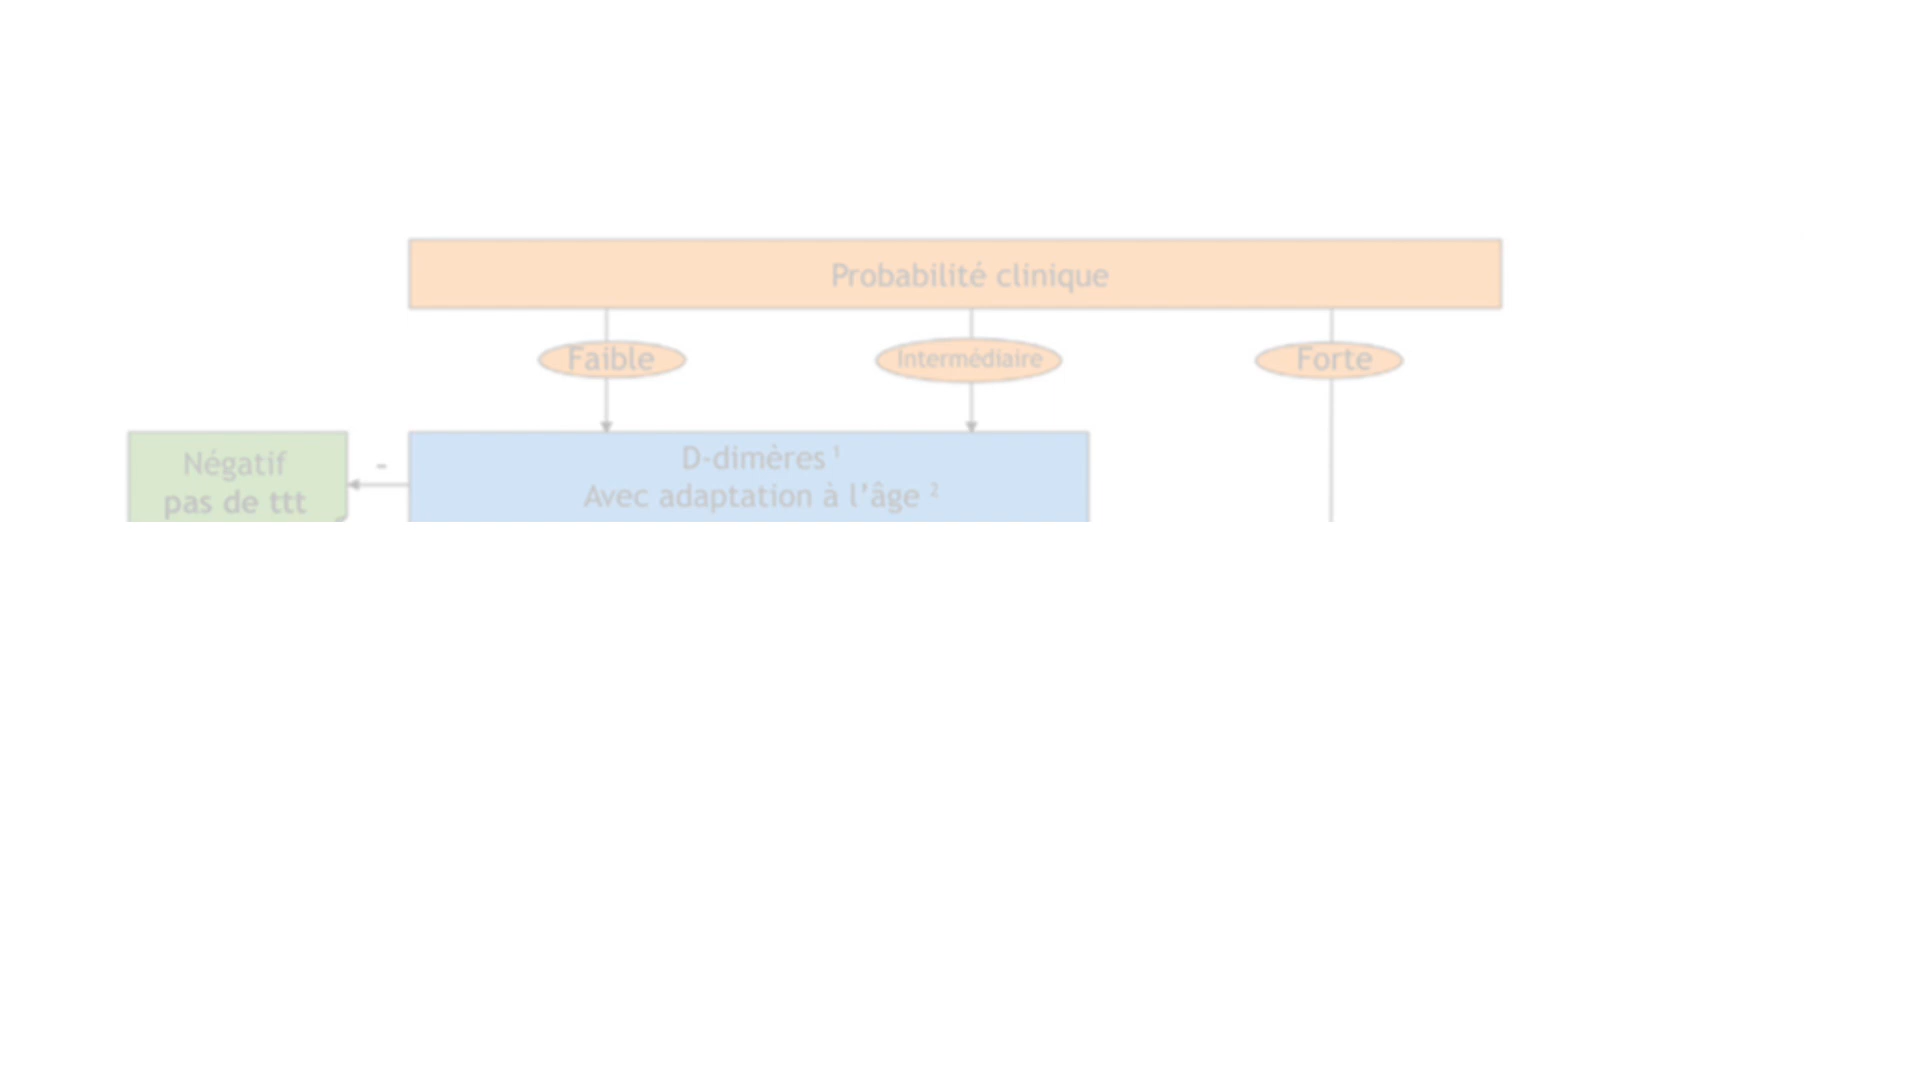 Probabilité clinique
Faible
Intermédiaire
Forte
Négatif
pas de ttt
-
D-dimères ¹
Avec adaptation à l’âge ²